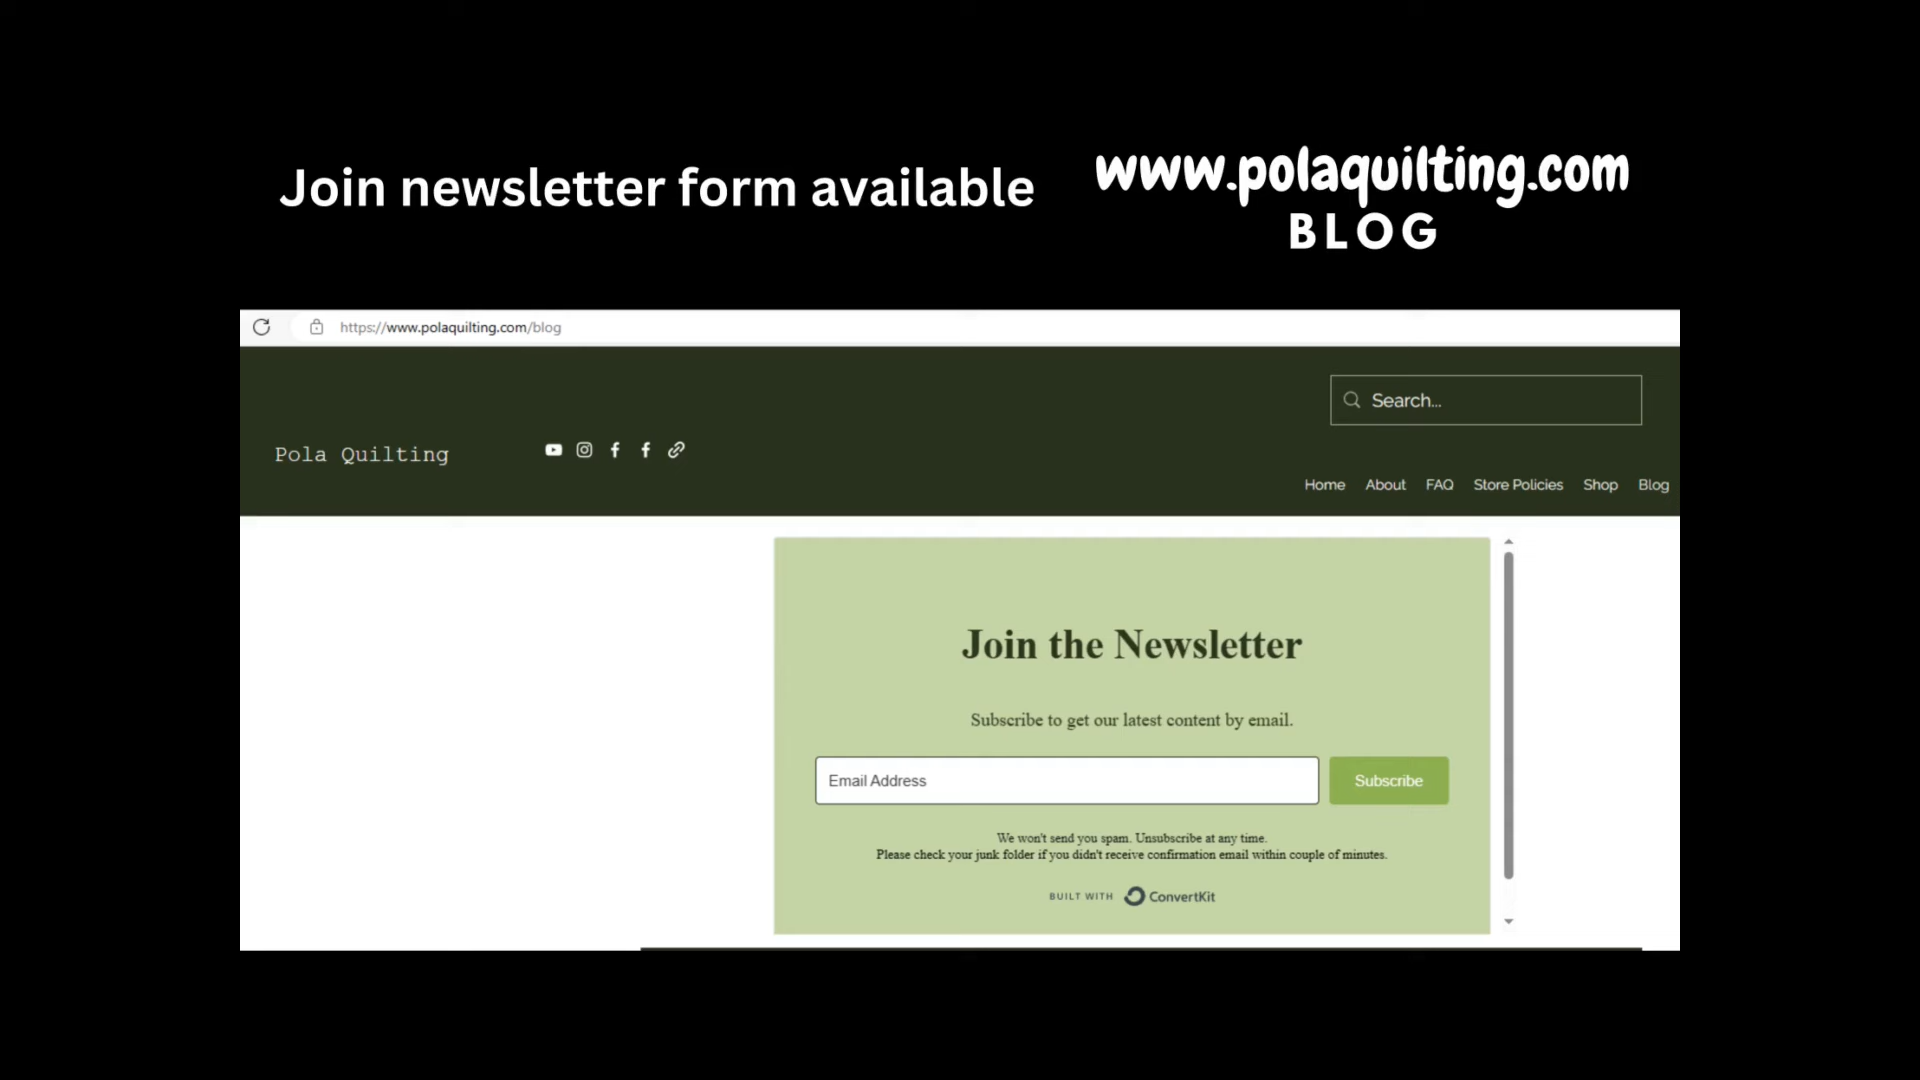 Join newsletter form available
www.polaquilting.com
BLOG
https://www.polaquilting.com/blog
Search...
Pola Quilting
Home About FAQ Store Policies Shop Blog
Join the Newsletter
Subscribe to get our latest content by email.
Email Address
Subscribe
We won't send you spam. Unsubscribe at any time.
Please check your junk folder if you didn't receive confirmation email within couple of minutes.
BUILT WITH ConvertKit